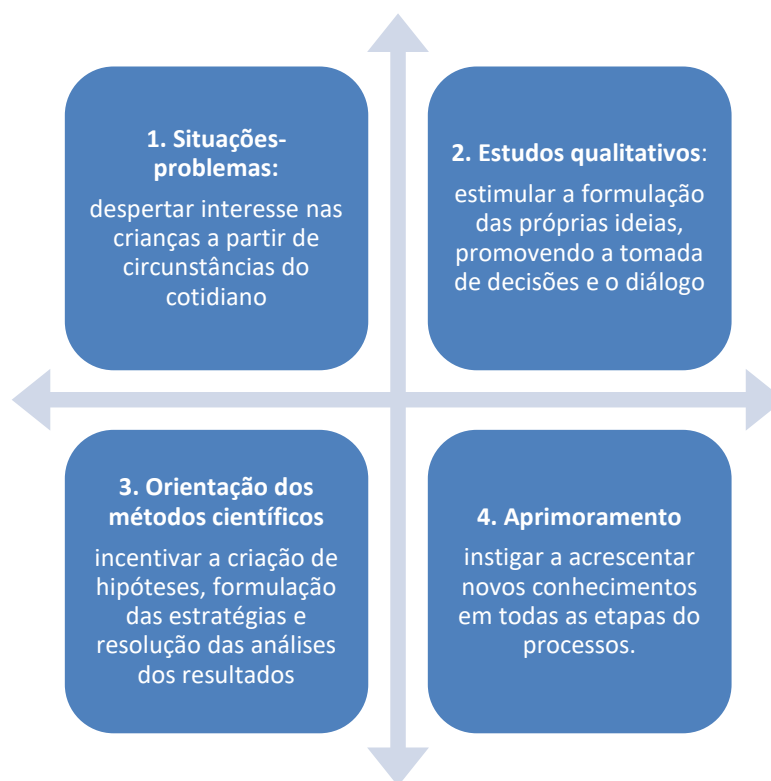 1. Situações-
problemas:
despertar interesse nas
crianças a partir de
circunstâncias do
cotidiano
2. Estudos qualitativos:
estimular a formulação
das próprias ideias,
promovendo a tomada
de decisões e o diálogo
3. Orientação dos
métodos científicos
incentivar a criação de
hipóteses, formulação
das estratégias e
resolução das análises
dos resultados
4. Aprimoramento
instigar a acrescentar
novos conhecimentos
em todas as etapas do
processos.